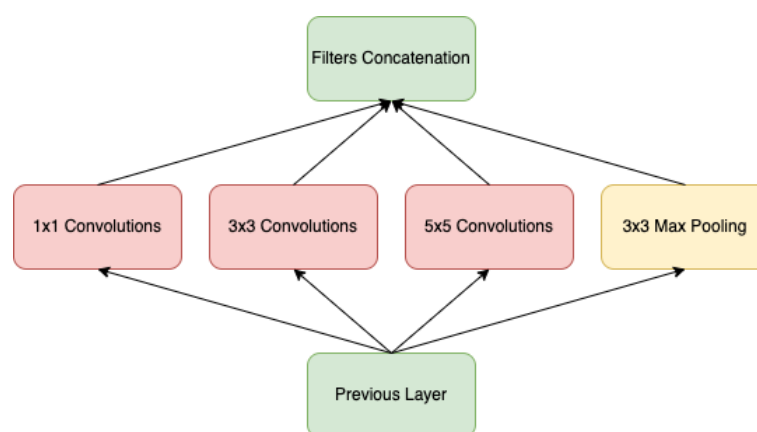 Filters Concatenation
1x1 Convolutions
3x3 Convolutions
5x5 Convolutions
3x3 Max Pooling
Previous Layer